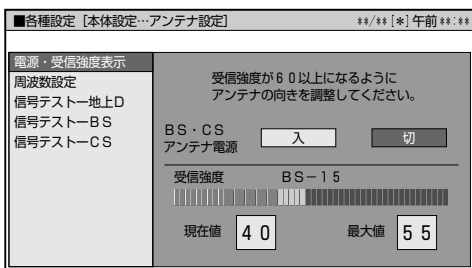 ■各種設定［本体設定…アンテナ設定］ **/** [*] 午前 **:**
電源・受信強度表示
周波数設定
信号テストー地上D
信号テストーBS
信号テストーCS
受信強度が60以上になるように
アンテナの向きを調整してください。
BS・CS
アンテナ電源
入
切
受信強度 BS－15
現在値 40 最大値 55